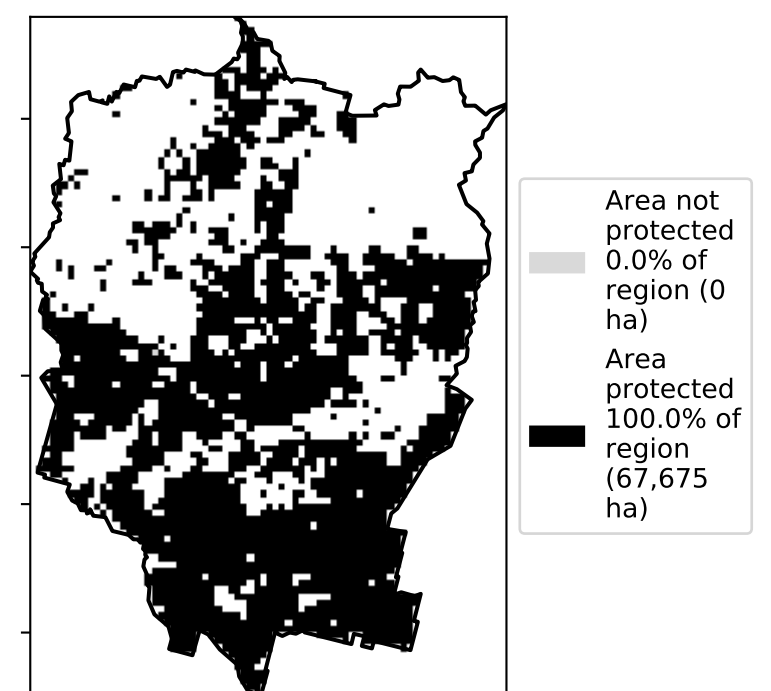 Area not
protected
0.0% of
region (0
ha)
Area
protected
100.0% of
region
(67,675
ha)